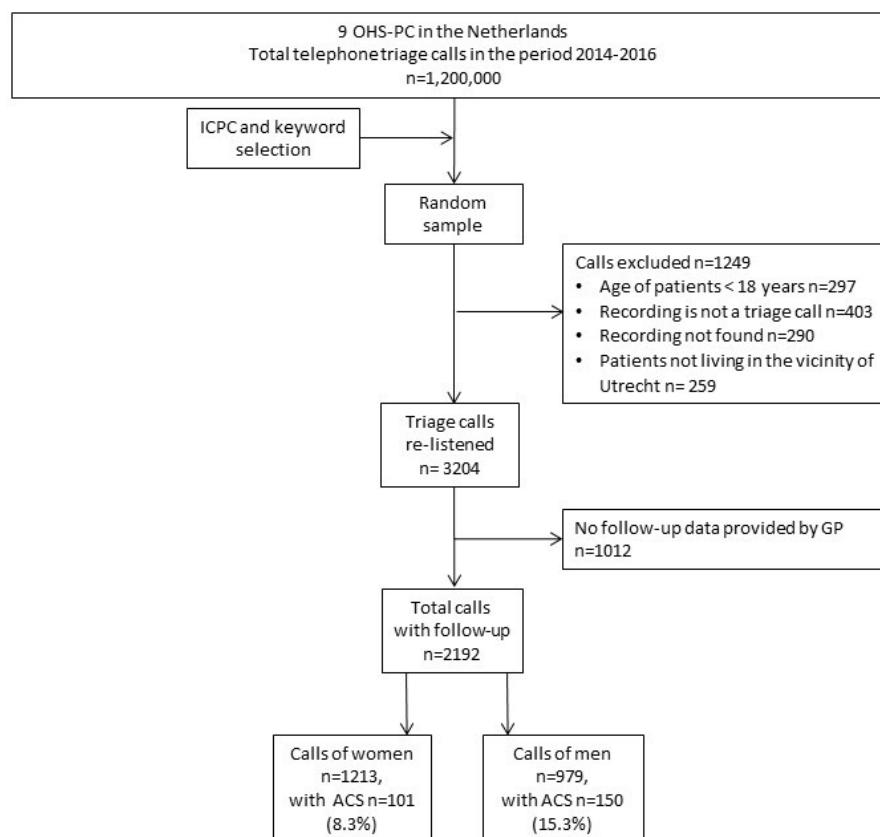 9 OHS-PC in the Netherlands
Total telephone triage calls in the period 2014-2016
n=1,200,000
ICPC and keyword
selection
Random
sample
Calls excluded n=1249
• Age of patients < 18 years n=297
• Recording is not a triage call n=403
• Recording not found n=290
• Patients not living in the vicinity of
Utrecht n= 259
Triage calls
re-listened
n= 3204
No follow-up data provided by GP
n=1012
Total calls
with follow-up
n=2192
Calls of women
n=1213,
with ACS n=101
(8.3%)
Calls of men
n=979,
with ACS n=150
(15.3%)